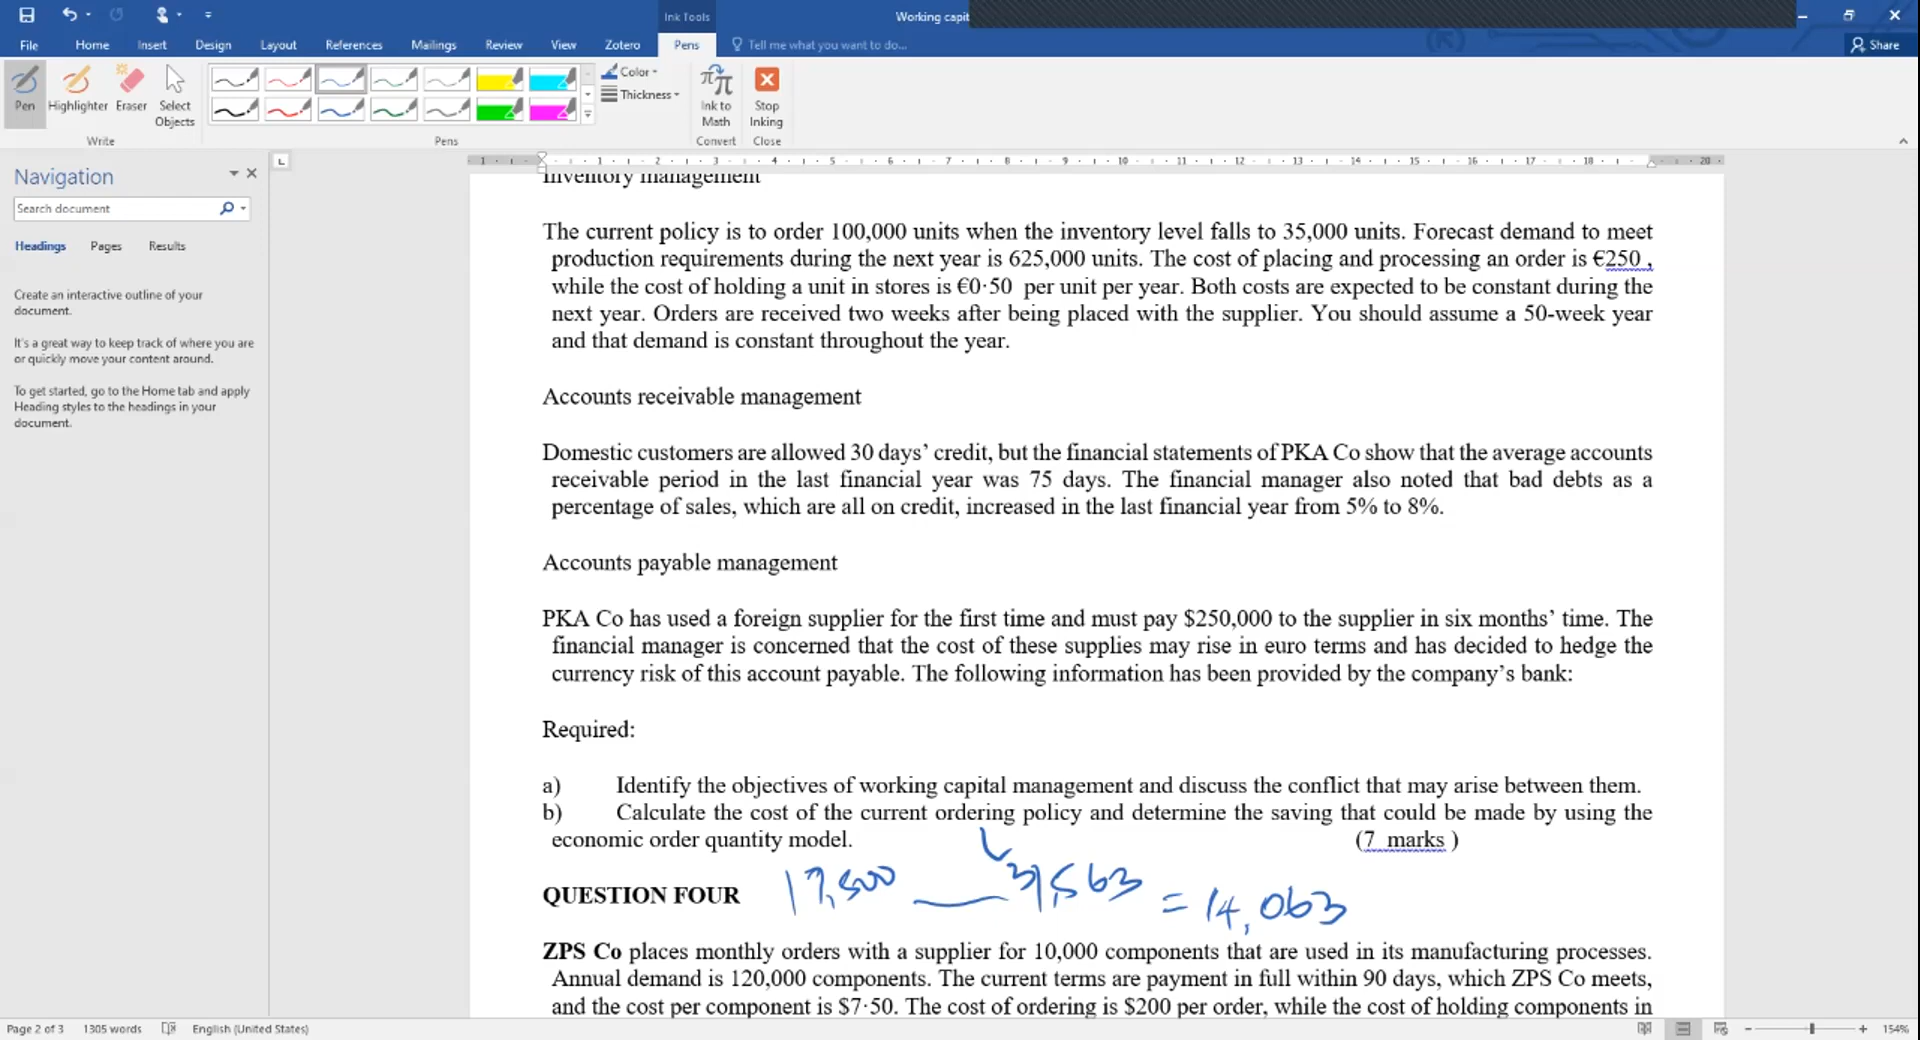 Ink Tools
Working capit
File Home Insert Design Layout References Mailings Review View Zotero Pens Tell me what you want to do... Share
Pen Highlighter Eraser Select Objects
Color
Thickness
Ink to Math
Stop Inking
Write Pens Convert Close
1 1 2 3 4 5 6 7 8 9 10 11 12 13 14 15 16 17 18 20
Navigation
Search document
Headings Pages Results
Create an interactive outline of your
document.
It's a great way to keep track of where you are
or quickly move your content around.
To get started, go to the Home tab and apply
Heading styles to the headings in your
document.
Inventory management
The current policy is to order 100,000 units when the inventory level falls to 35,000 units. Forecast demand to meet
production requirements during the next year is 625,000 units. The cost of placing and processing an order is €250 ,
while the cost of holding a unit in stores is €0·50 per unit per year. Both costs are expected to be constant during the
next year. Orders are received two weeks after being placed with the supplier. You should assume a 50-week year
and that demand is constant throughout the year.
Accounts receivable management
Domestic customers are allowed 30 days’ credit, but the financial statements of PKA Co show that the average accounts
receivable period in the last financial year was 75 days. The financial manager also noted that bad debts as a
percentage of sales, which are all on credit, increased in the last financial year from 5% to 8%.
Accounts payable management
PKA Co has used a foreign supplier for the first time and must pay $250,000 to the supplier in six months’ time. The
financial manager is concerned that the cost of these supplies may rise in euro terms and has decided to hedge the
currency risk of this account payable. The following information has been provided by the company’s bank:
Required:
a) Identify the objectives of working capital management and discuss the conflict that may arise between them.
b) Calculate the cost of the current ordering policy and determine the saving that could be made by using the
economic order quantity model. (7 marks )
17,500 — 31,563 = 14,063
QUESTION FOUR
ZPS Co places monthly orders with a supplier for 10,000 components that are used in its manufacturing processes.
Annual demand is 120,000 components. The current terms are payment in full within 90 days, which ZPS Co meets,
and the cost per component is $7·50. The cost of ordering is $200 per order, while the cost of holding components in
Page 2 of 3 1305 words English (United States) 154%